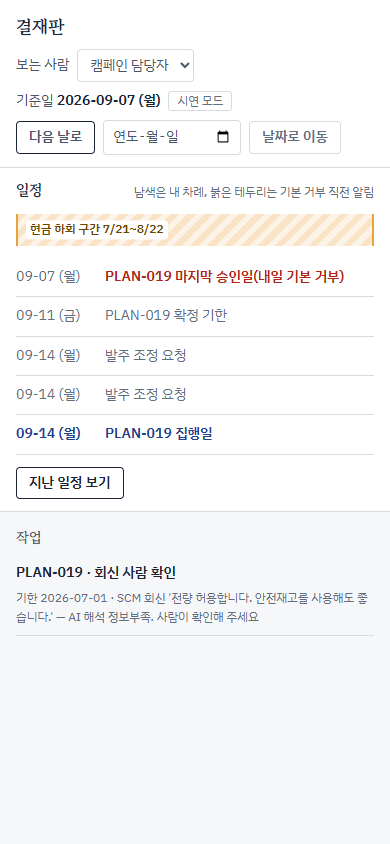 결재판
보는 사람 캠페인 담당자
기준일 2026-09-07 (월) 시연 모드
다음 날로 연도-월-일 날짜로 이동
일정 남색은 내 차례, 붉은 테두리는 기본 거부 직전 알림
현금 하회 구간 7/21~8/22
09-07 (월) PLAN-019 마지막 승인일(내일 기본 거부)
09-11 (금) PLAN-019 확정 기한
09-14 (월) 발주 조정 요청
09-14 (월) 발주 조정 요청
09-14 (월) PLAN-019 집행일
지난 일정 보기
작업
PLAN-019 · 회신 사람 확인
기한 2026-07-01 · SCM 회신 '전량 허용합니다. 안전재고를 사용해도 좋
습니다.' — AI 해석 정보부족. 사람이 확인해 주세요